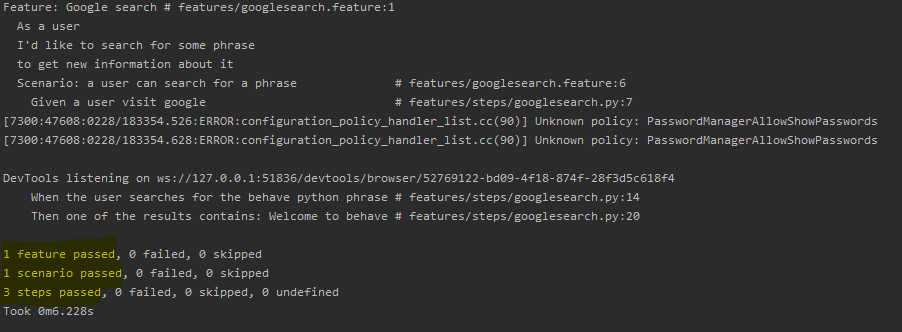 Feature: Google search # features/googlesearch.feature:1
As a user
I'd like to search for some phrase
to get new information about it
Scenario: a user can search for a phrase # features/googlesearch.feature:6
Given a user visit google # features/steps/googlesearch.py:7
[7300:47608:0228/183354.526:ERROR:configuration_policy_handler_list.cc(90)] Unknown policy: PasswordManagerAllowShowPasswords
[7300:47608:0228/183354.628:ERROR:configuration_policy_handler_list.cc(90)] Unknown policy: PasswordManagerAllowShowPasswords
DevTools listening on ws://127.0.0.1:51836/devtools/browser/52769122-bd09-4f18-874f-28f3d5c618f4
When the user searches for the behave python phrase # features/steps/googlesearch.py:14
Then one of the results contains: Welcome to behave # features/steps/googlesearch.py:20
1 feature passed, 0 failed, 0 skipped
1 scenario passed, 0 failed, 0 skipped
3 steps passed, 0 failed, 0 skipped, 0 undefined
Took 0m6.228s